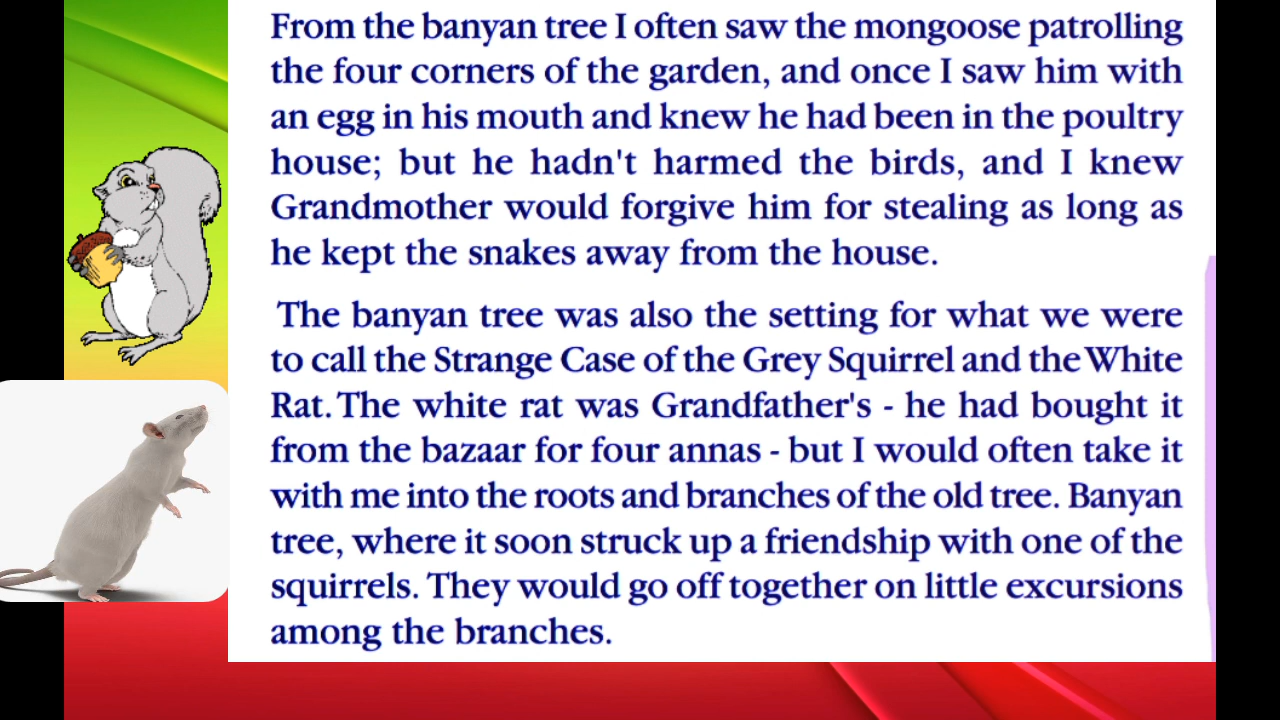 From the banyan tree I often saw the mongoose patrolling
the four corners of the garden, and once I saw him with
an egg in his mouth and knew he had been in the poultry
house; but he hadn't harmed the birds, and I knew
Grandmother would forgive him for stealing as long as
he kept the snakes away from the house.
The banyan tree was also the setting for what we were
to call the Strange Case of the Grey Squirrel and the White
Rat. The white rat was Grandfather's - he had bought it
from the bazaar for four annas - but I would often take it
with me into the roots and branches of the old tree. Banyan
tree, where it soon struck up a friendship with one of the
squirrels. They would go off together on little excursions
among the branches.